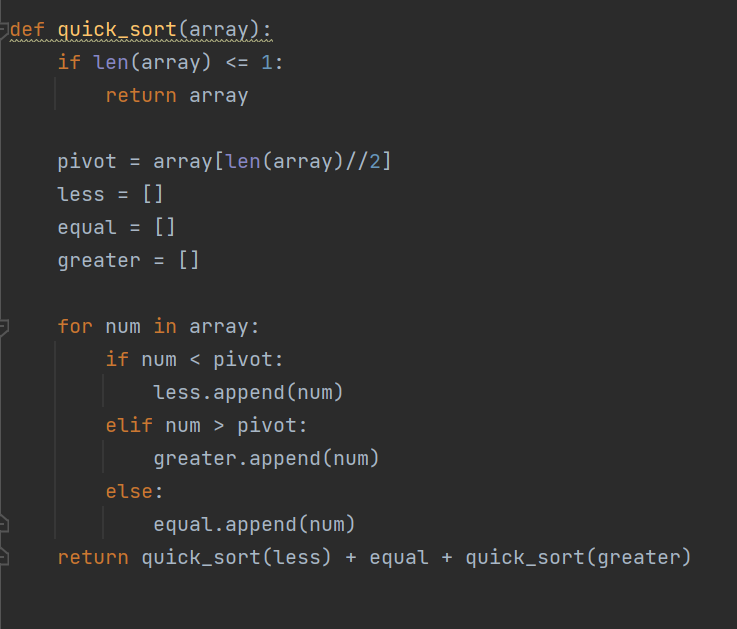 def quick_sort(array):
    if len(array) <= 1:
        return array

    pivot = array[len(array)//2]
    less = []
    equal = []
    greater = []

    for num in array:
        if num < pivot:
            less.append(num)
        elif num > pivot:
            greater.append(num)
        else:
            equal.append(num)
    return quick_sort(less) + equal + quick_sort(greater)